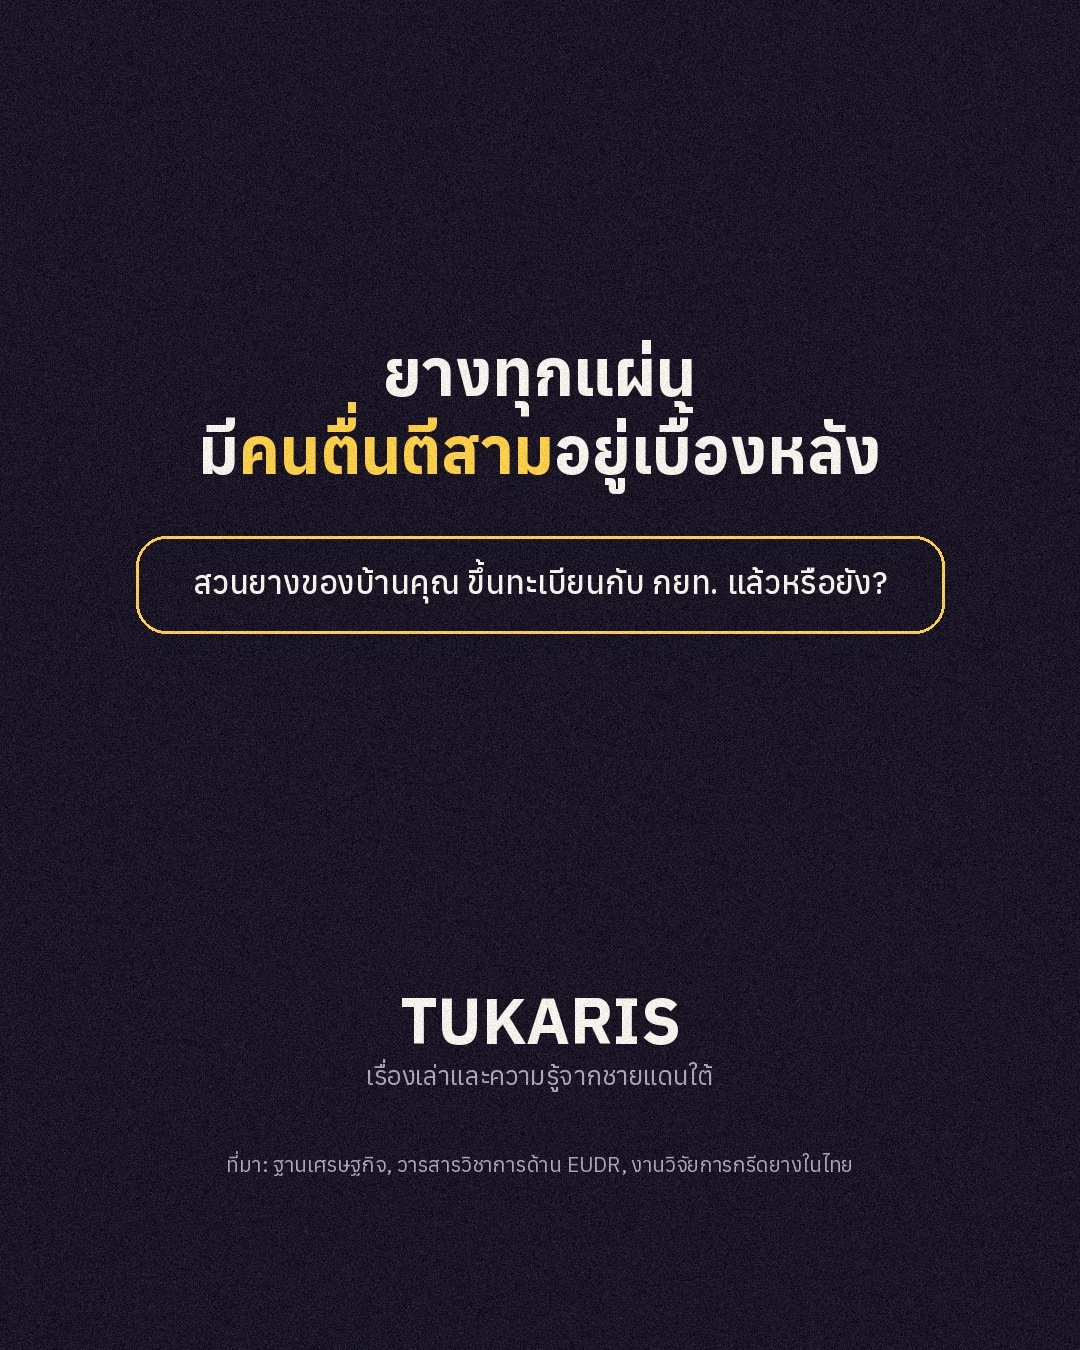 ยางทุกแผ่น
มีคนตื่นตีสามอยู่เบื้องหลัง
สวนยางของบ้านคุณ ขึ้นทะเบียนกับ กยท. แล้วหรือยัง?
TUKARIS
เรื่องเล่าและความรู้จากชายแดนใต้
ที่มา: ฐานเศรษฐกิจ, วารสารวิชาการด้าน EUDR, งานวิจัยการกรีดยางในไทย